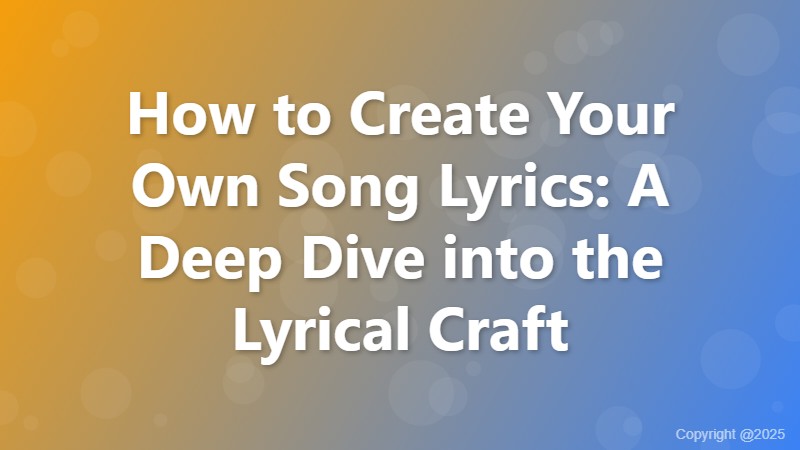 How to Create Your
Own Song Lyrics: A
Deep Dive into the
Lyrical Craft
Copyright @2025